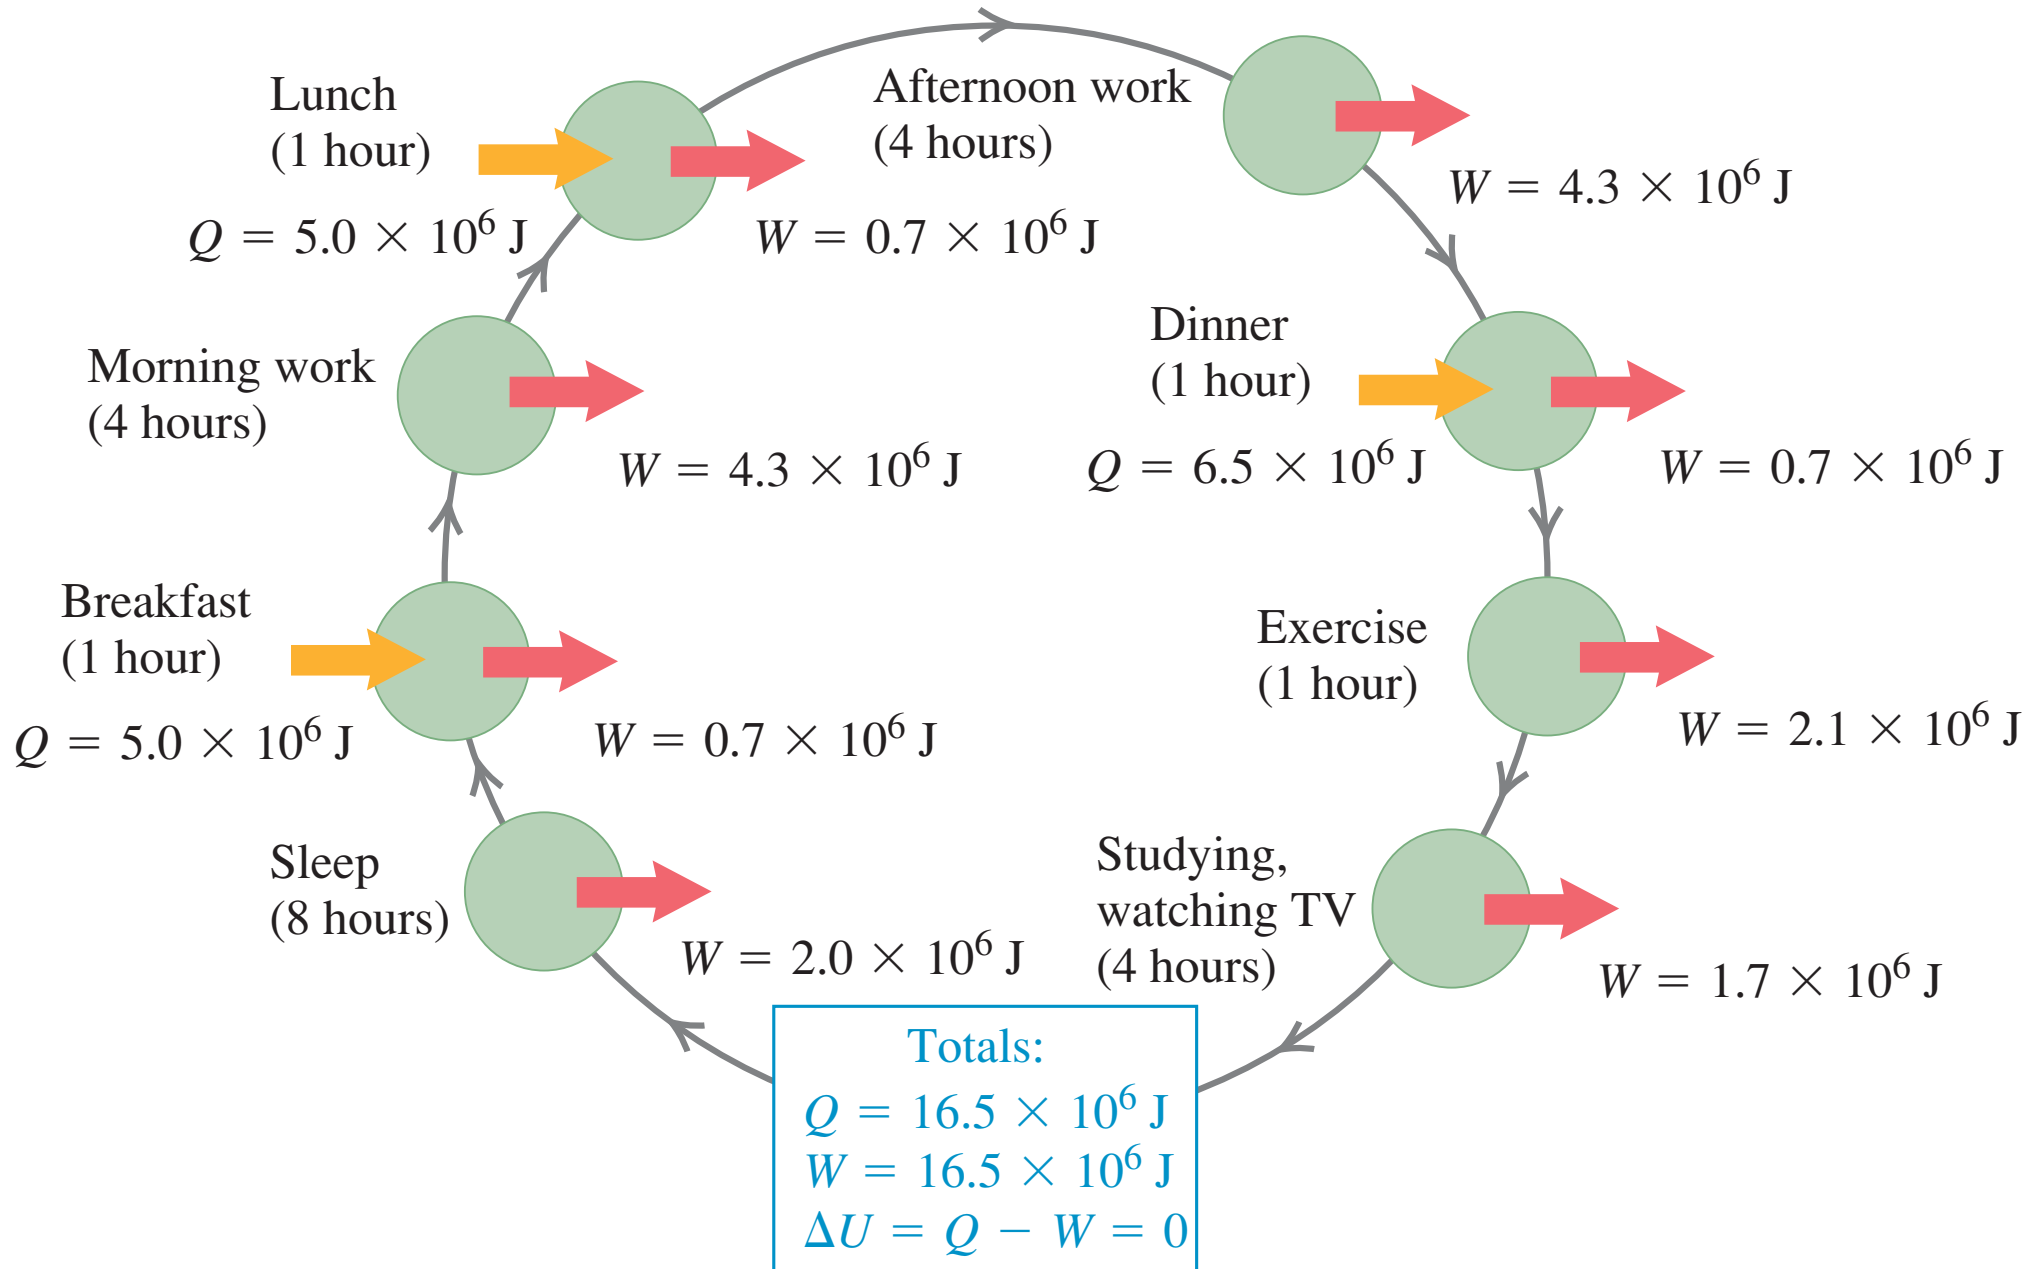 Lunch
(1 hour)
Q = 5.0 × 10⁶ J
W = 0.7 × 10⁶ J
Afternoon work
(4 hours)
W = 4.3 × 10⁶ J
Morning work
(4 hours)
W = 4.3 × 10⁶ J
Dinner
(1 hour)
Q = 6.5 × 10⁶ J
W = 0.7 × 10⁶ J
Breakfast
(1 hour)
Q = 5.0 × 10⁶ J
W = 0.7 × 10⁶ J
Exercise
(1 hour)
W = 2.1 × 10⁶ J
Sleep
(8 hours)
W = 2.0 × 10⁶ J
Studying,
watching TV
(4 hours)
W = 1.7 × 10⁶ J
Totals:
Q = 16.5 × 10⁶ J
W = 16.5 × 10⁶ J
ΔU = Q − W = 0